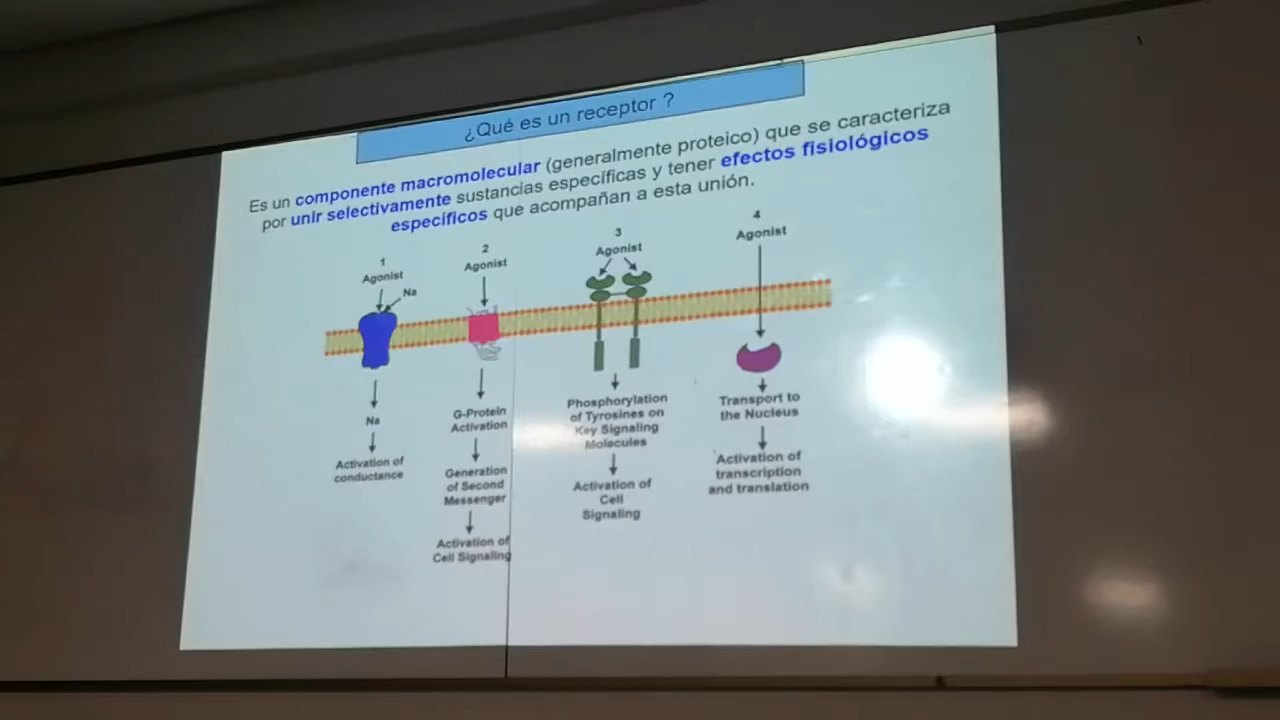 ¿Qué es un receptor ?
Es un componente macromolecular (generalmente proteico) que se caracteriza
por unir selectivamente sustancias específicas y tener efectos fisiológicos
específicos que acompañan a esta unión.
1
Agonist
Na
Na
Activation of
conductance
2
Agonist
G-Protein
Activation
Generation
of Second
Messenger
Activation of
Cell Signaling
3
Agonist
Phosphorylation
of Tyrosines on
Key Signaling
Molecules
Activation of
Cell
Signaling
4
Agonist
Transport to
the Nucleus
Activation of
transcription
and translation